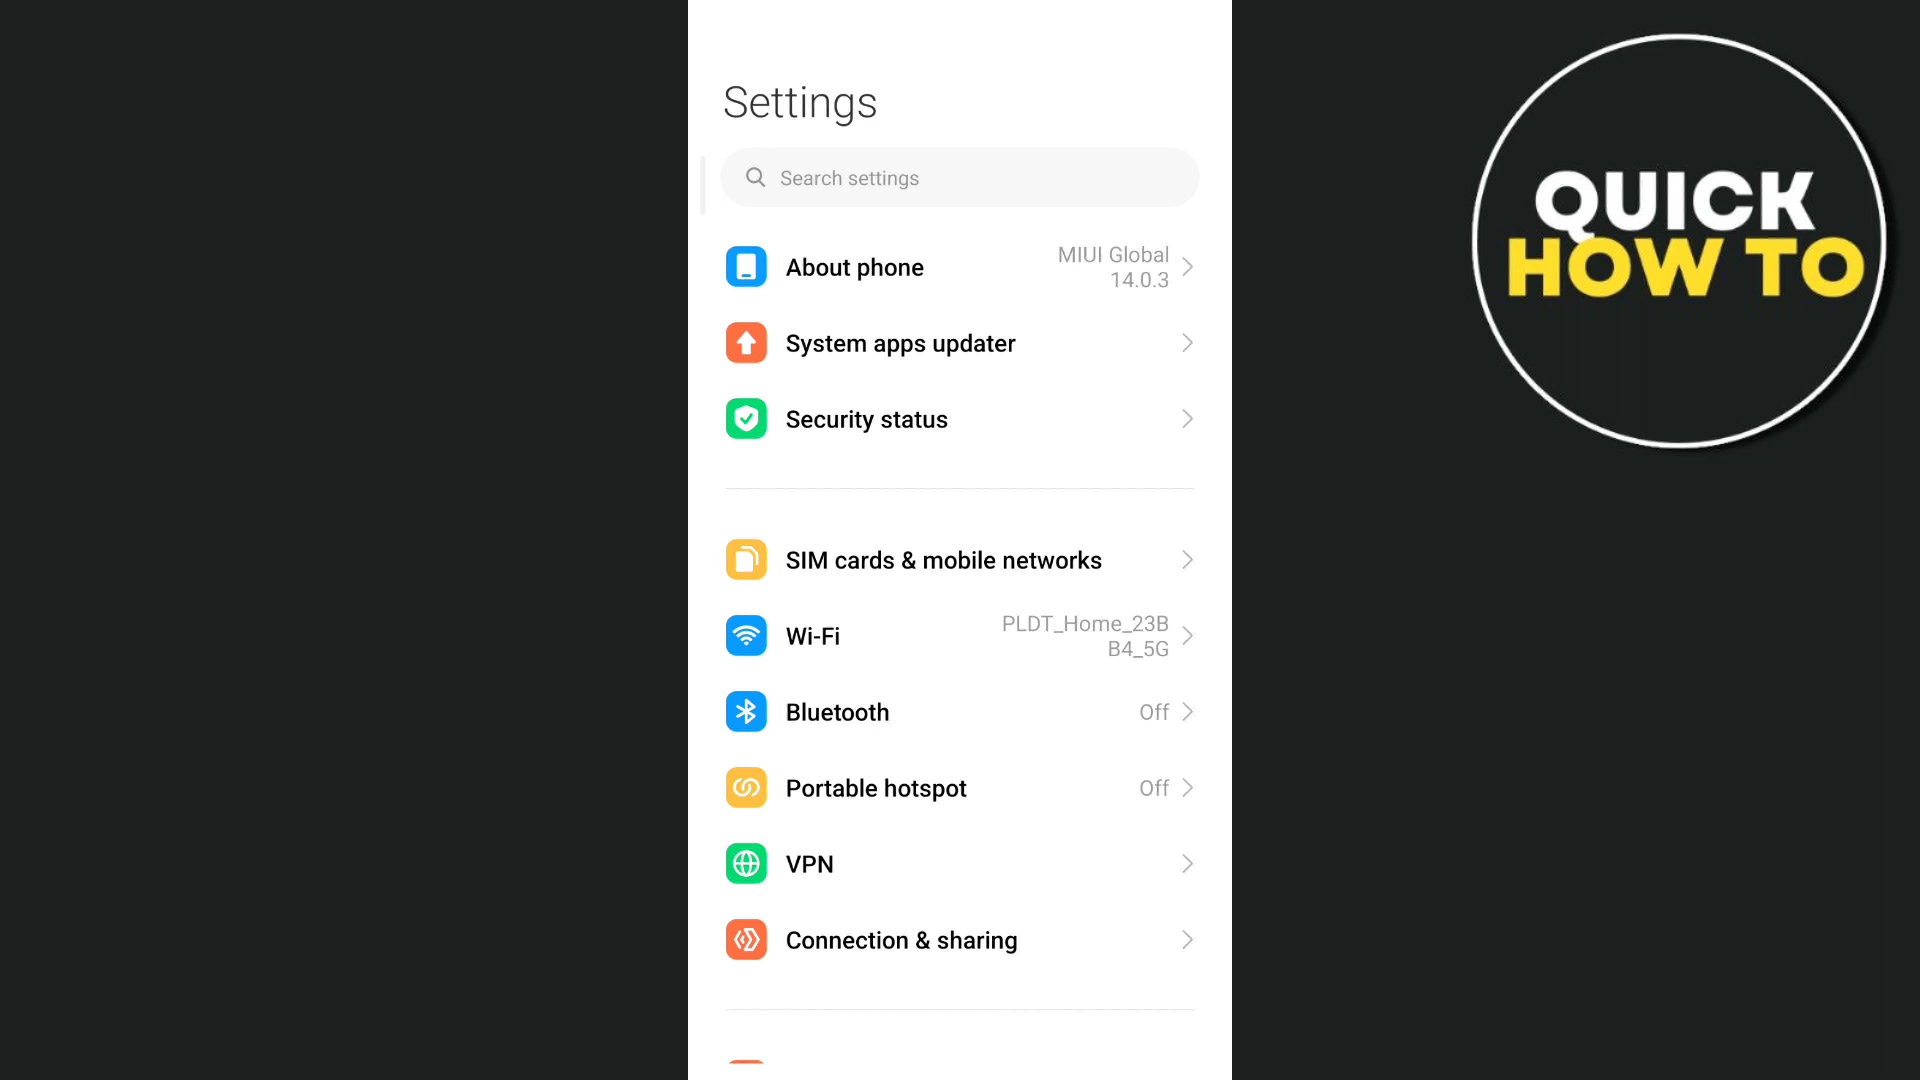 Settings
Search settings
About phone
MIUI Global
14.0.3
System apps updater
Security status
SIM cards & mobile networks
Wi-Fi
PLDT_Home_23B
B4_5G
Bluetooth
Off
Portable hotspot
Off
VPN
Connection & sharing
QUICK
HOW TO